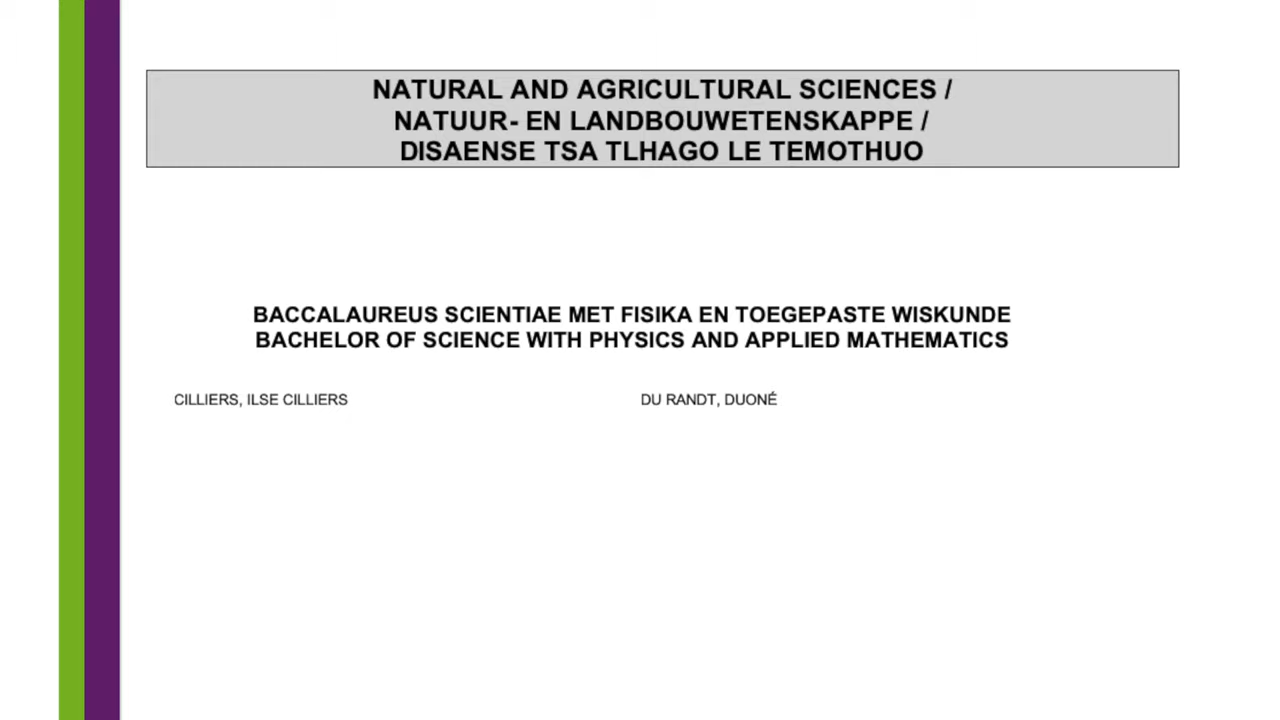 NATURAL AND AGRICULTURAL SCIENCES /
NATUUR- EN LANDBOUWETENSKAPPE /
DISAENSE TSA TLHAGO LE TEMOTHUO
BACCALAUREUS SCIENTIAE MET FISIKA EN TOEGEPASTE WISKUNDE
BACHELOR OF SCIENCE WITH PHYSICS AND APPLIED MATHEMATICS
CILLIERS, ILSE CILLIERS DU RANDT, DUONÉ